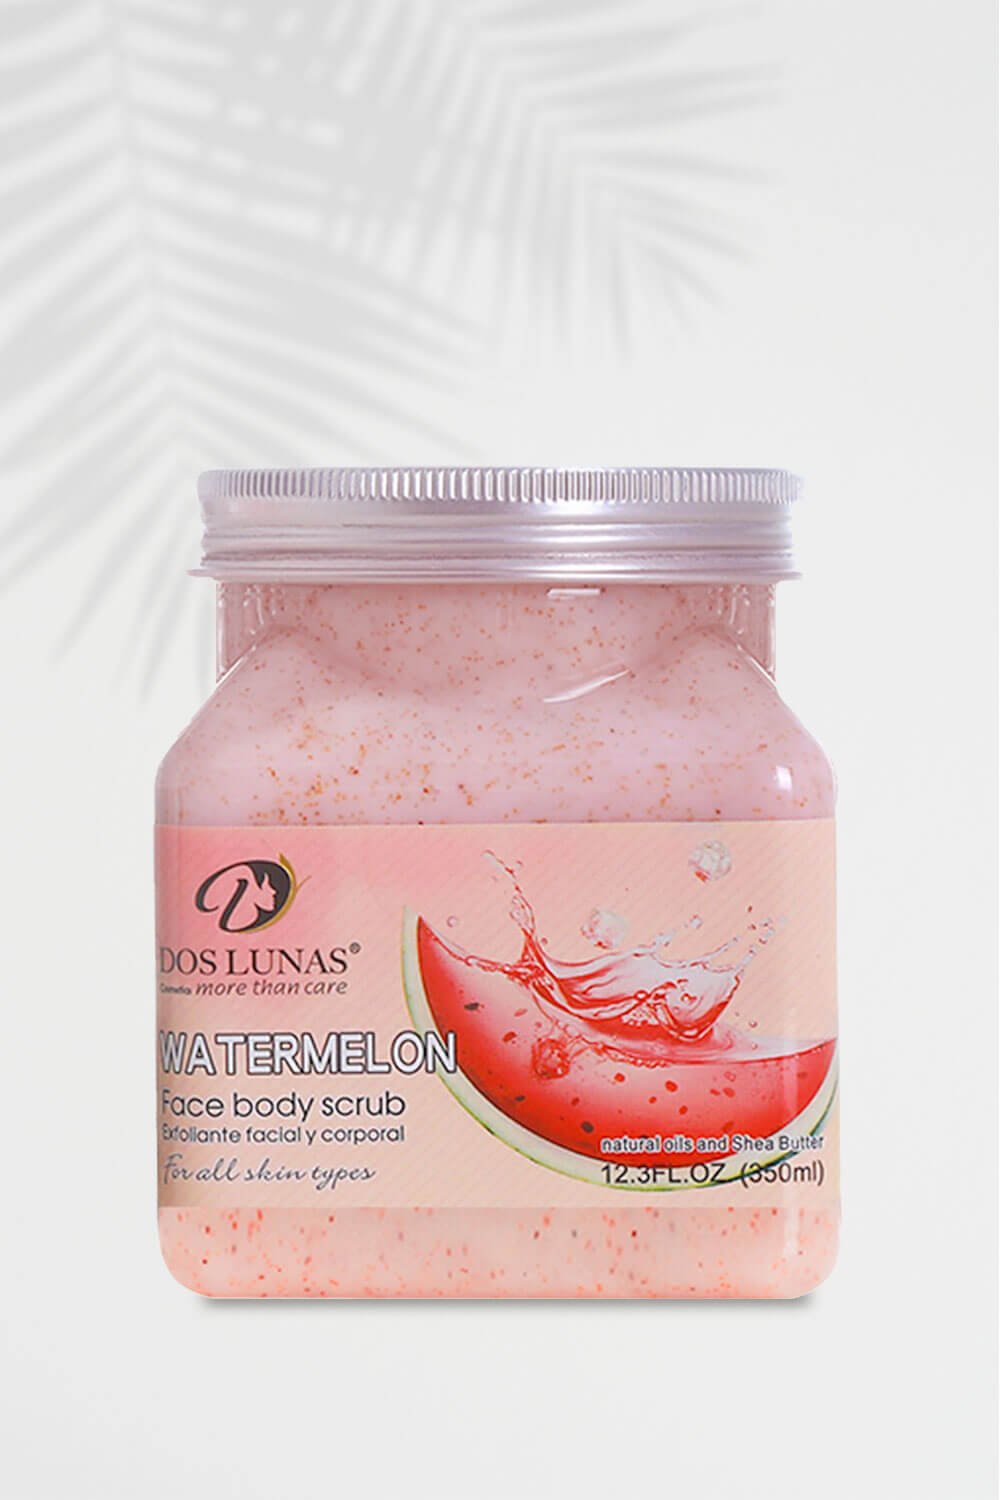 DOS LUNAS®
Cosmetics more than care
WATERMELON
Face body scrub
Exfoliante facial y corporal
For all skin types
natural oils and Shea Butter
12.3FL.OZ. (350ml)